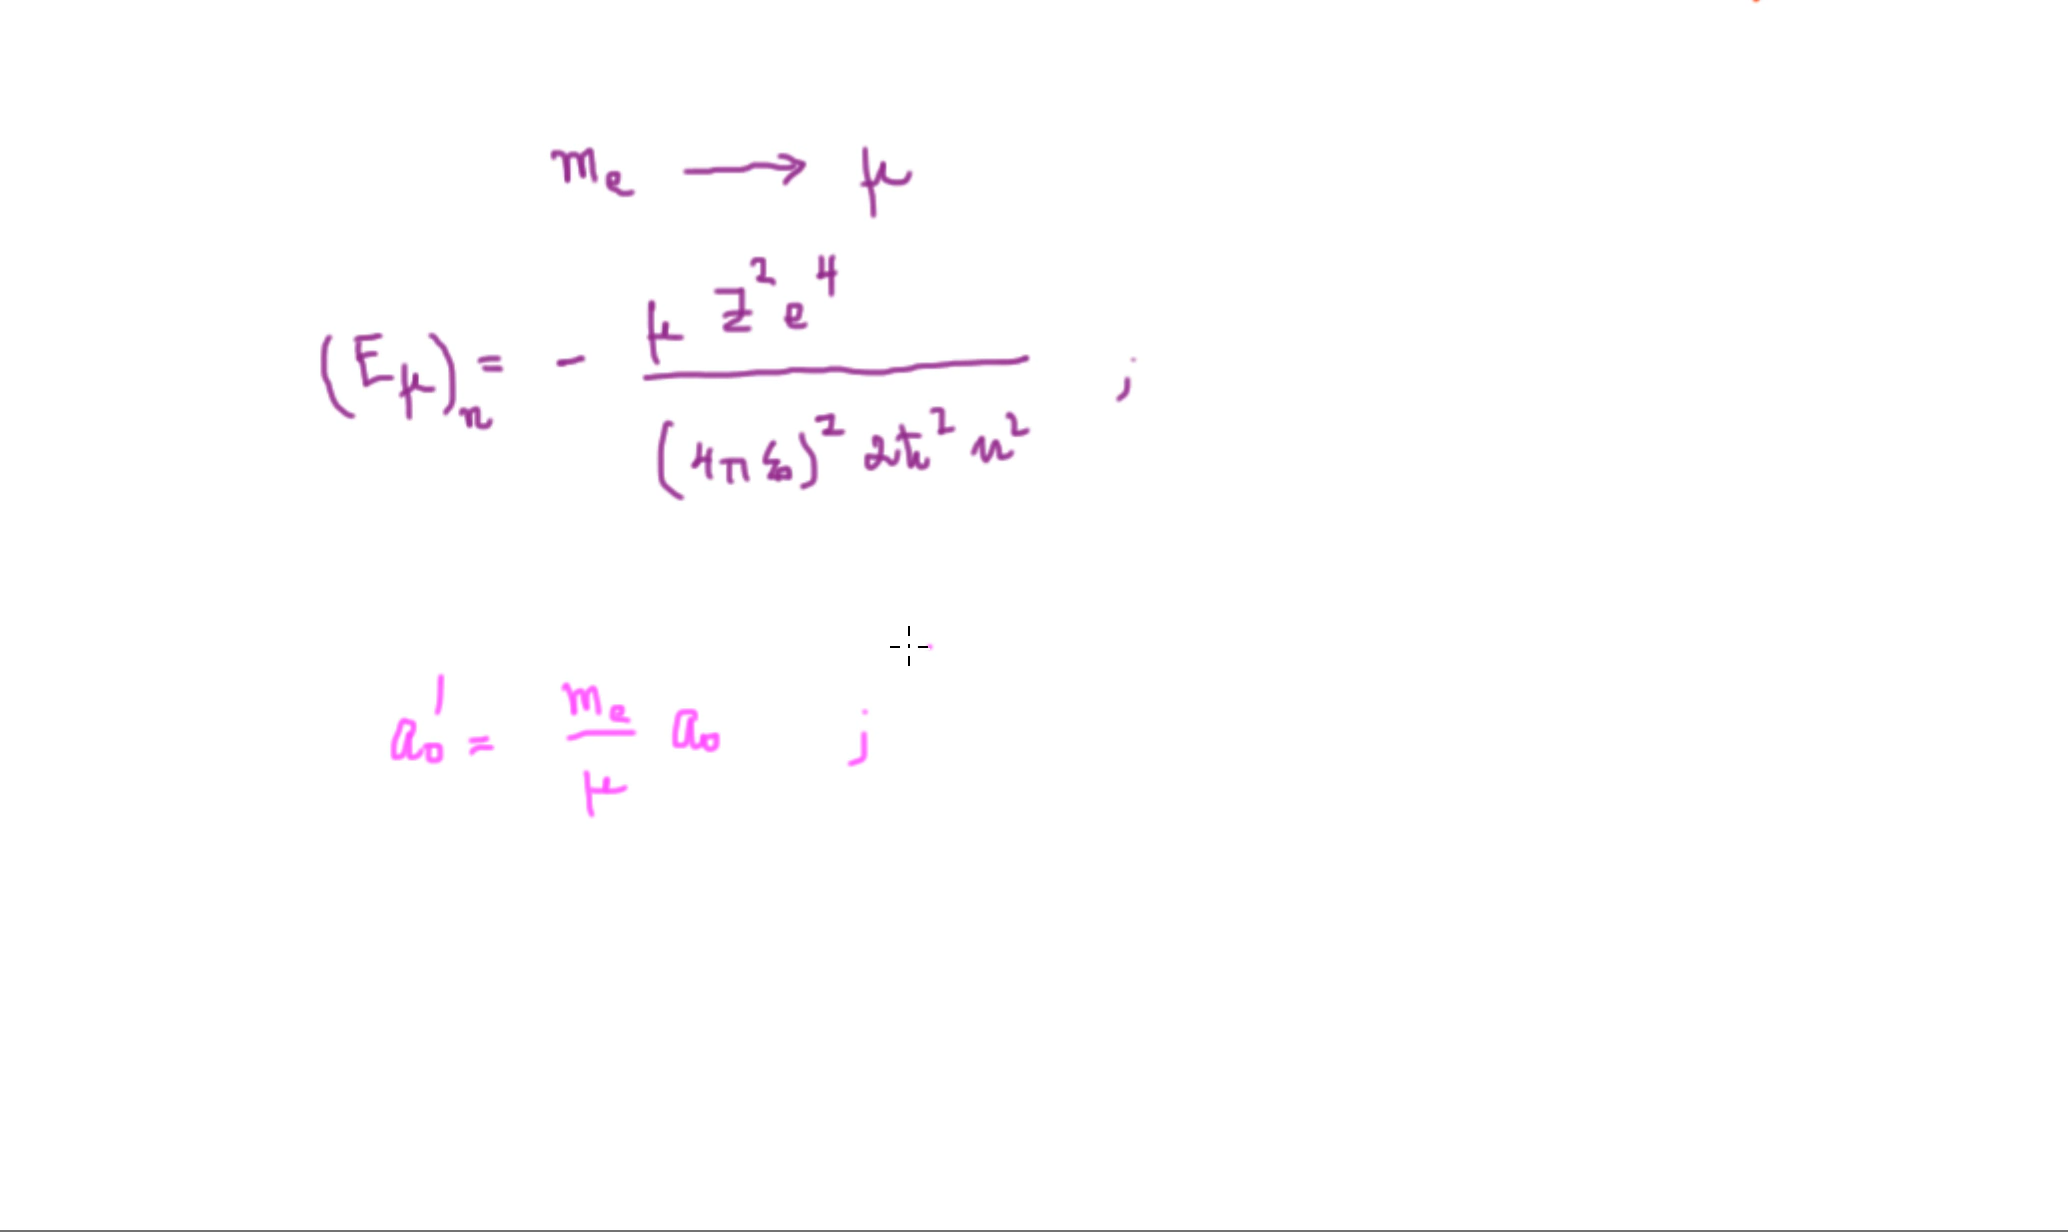 mₑ ⟶ μ
(E_μ)ₙ = - μ Z² e⁴ / (4πε₀)² 2ħ² n² ;
a₀' = mₑ / μ a₀ ;